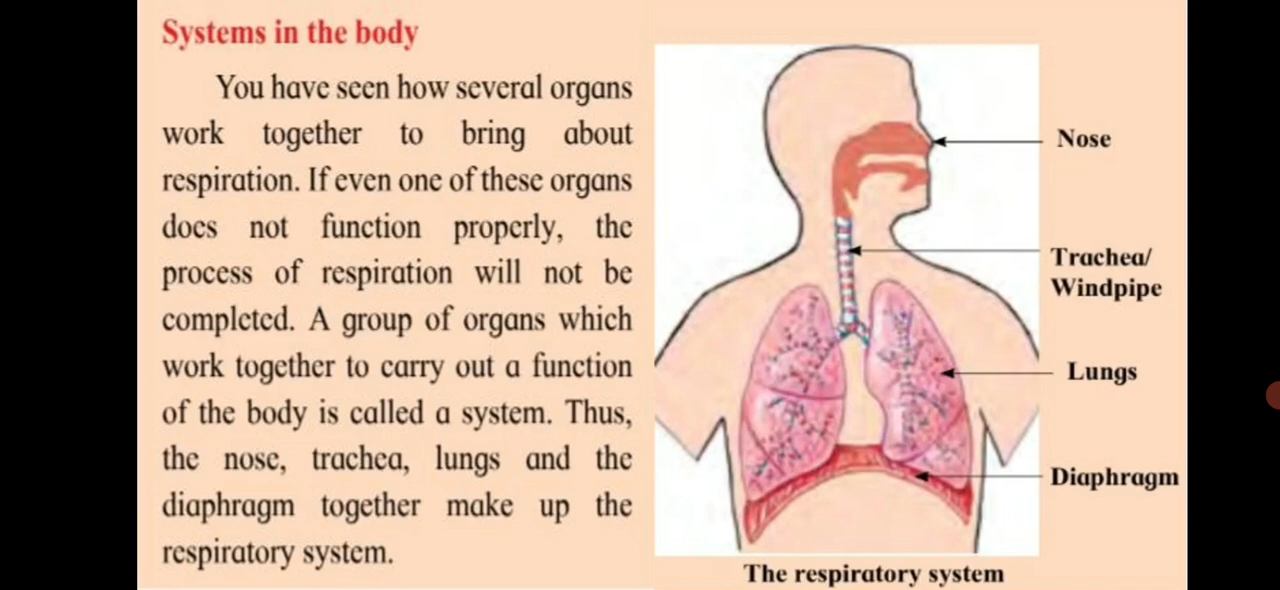 Systems in the body
You have seen how several organs
work together to bring about
respiration. If even one of these organs
does not function properly, the
process of respiration will not be
completed. A group of organs which
work together to carry out a function
of the body is called a system. Thus,
the nose, trachea, lungs and the
diaphragm together make up the
respiratory system.
Nose
Trachea/
Windpipe
Lungs
Diaphragm
The respiratory system